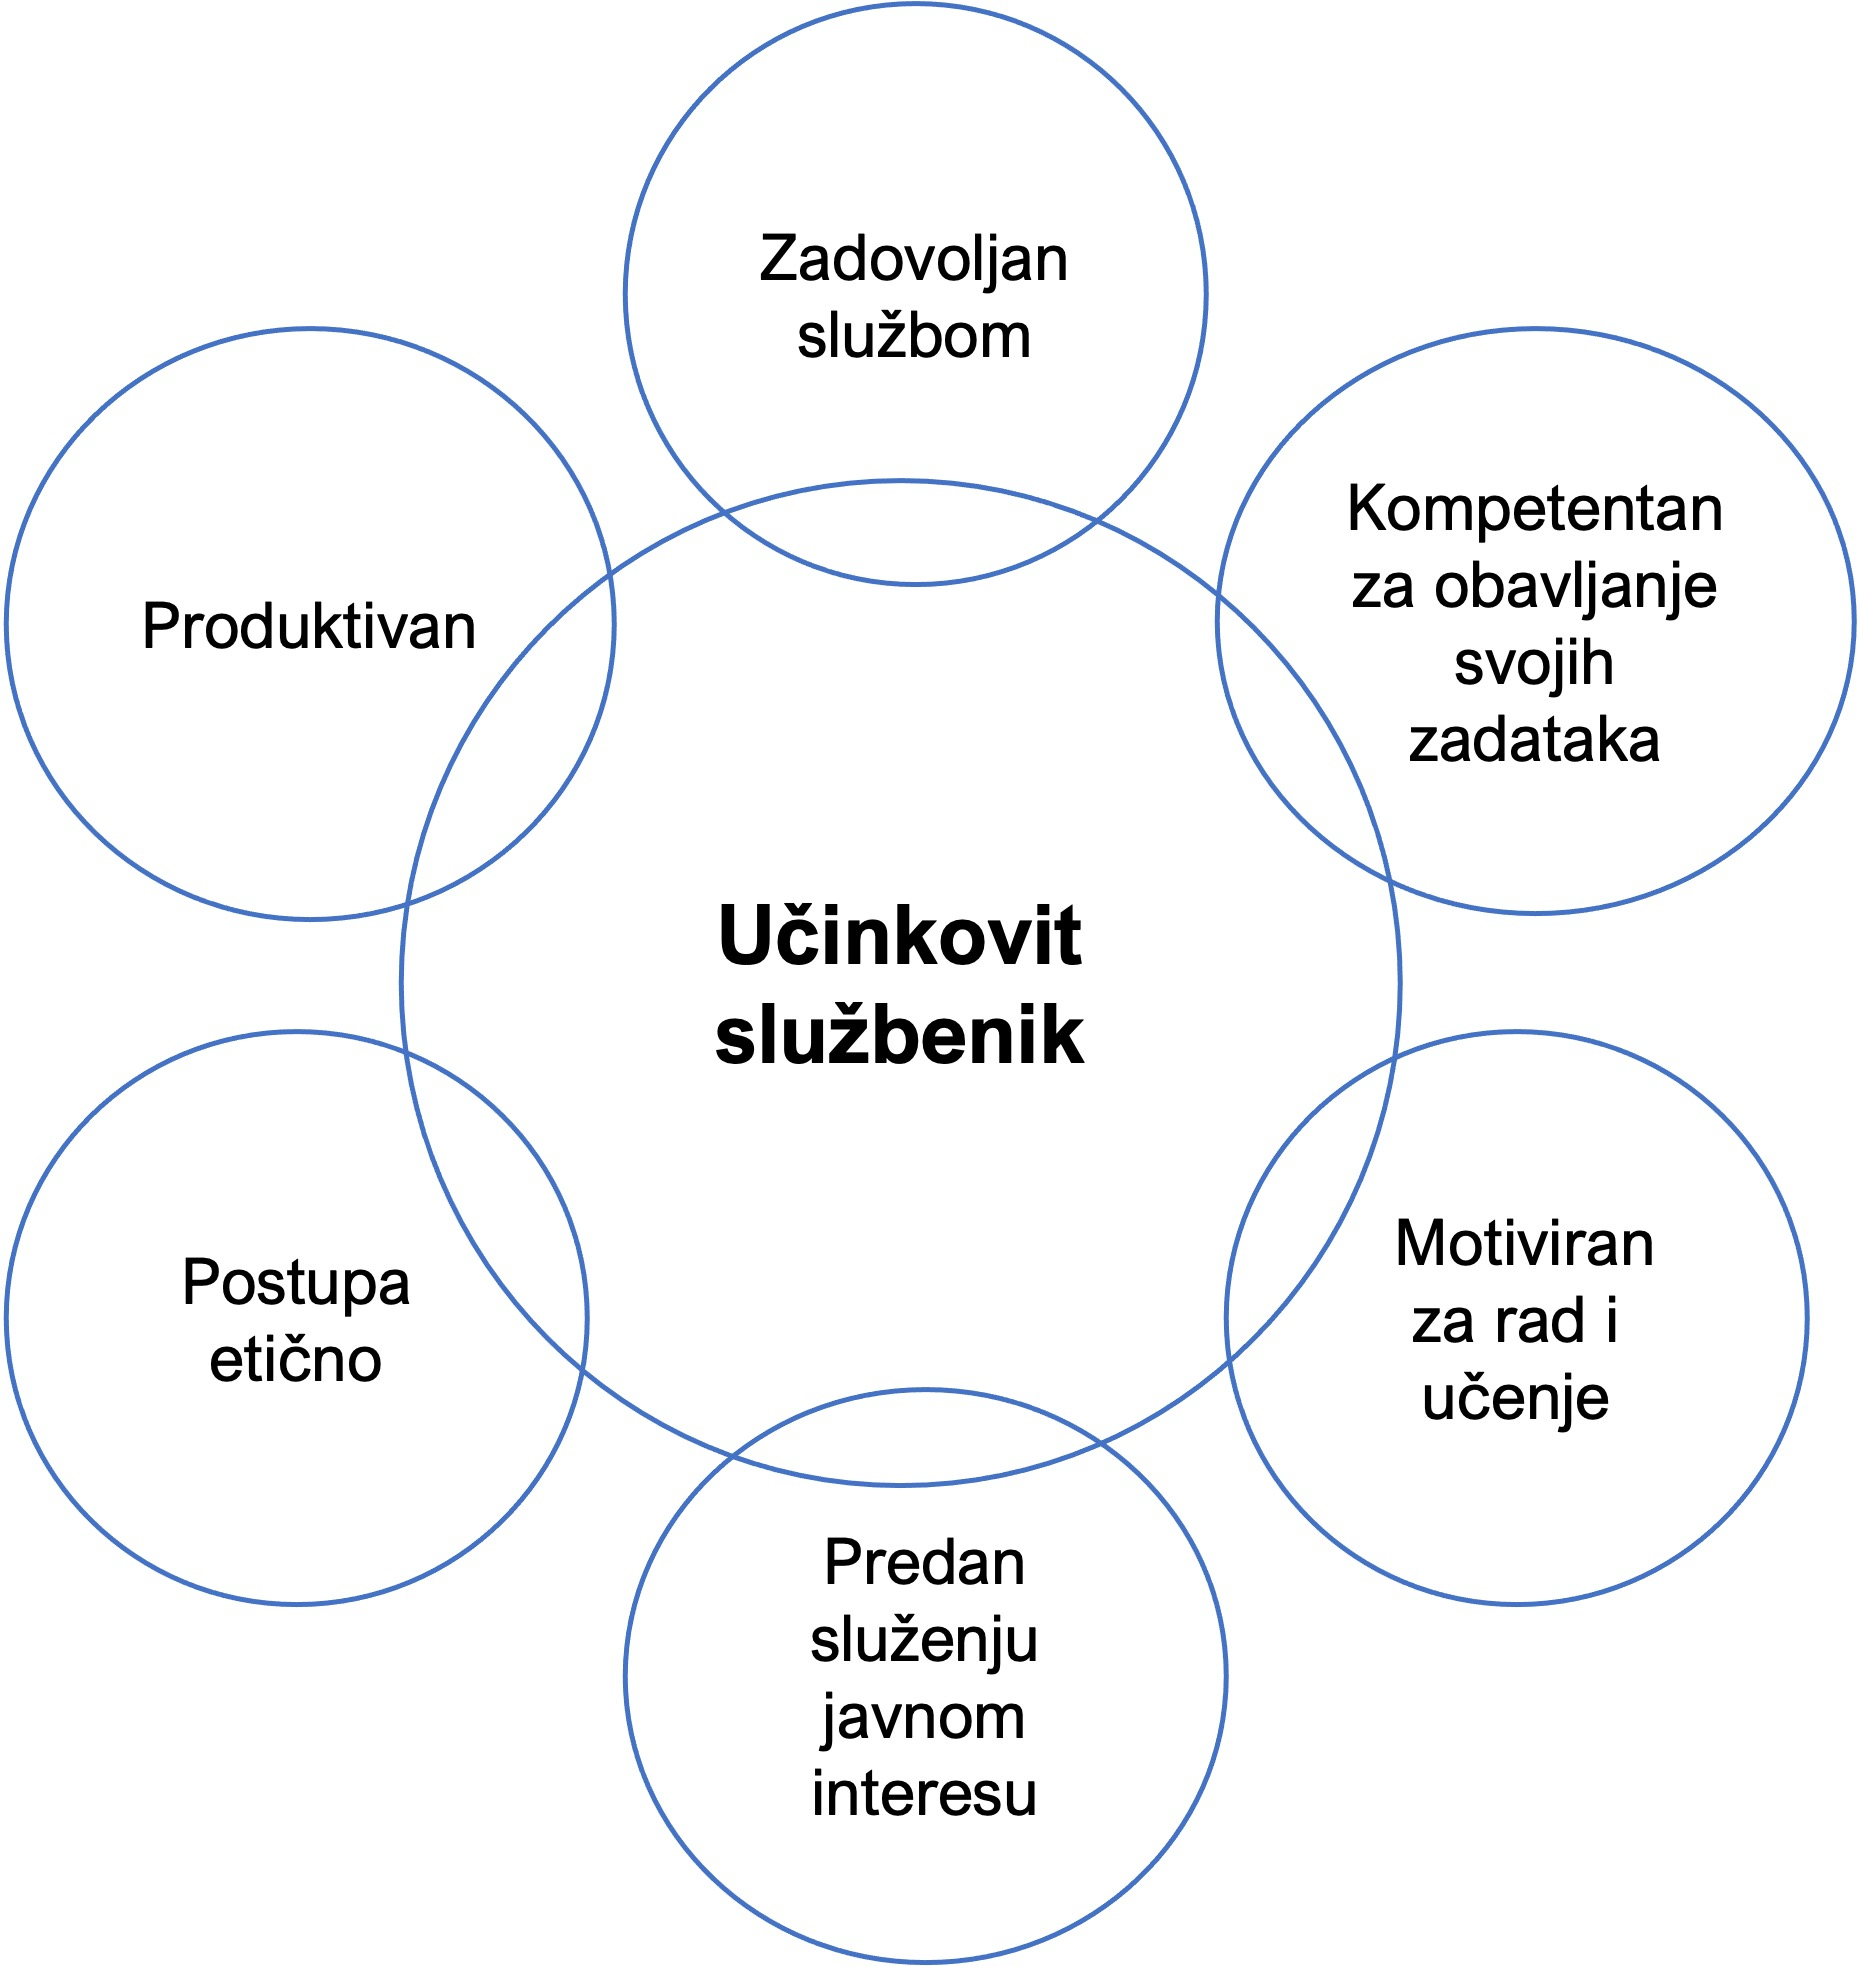 Zadovoljan
službom
Kompetentan
za obavljanje
svojih
zadataka
Produktivan
Učinkovit
službenik
Motiviran
za rad i
učenje
Postupa
etično
Predan
služenju
javnom
interesu